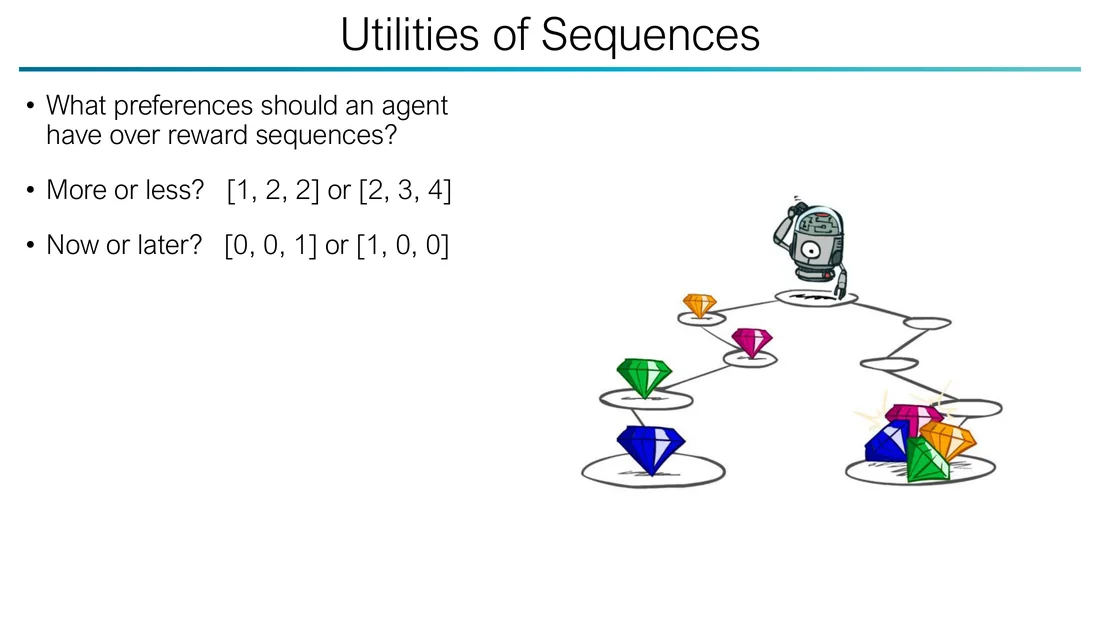 Utilities of Sequences
• What preferences should an agent
have over reward sequences?
• More or less? [1, 2, 2] or [2, 3, 4]
• Now or later? [0, 0, 1] or [1, 0, 0]